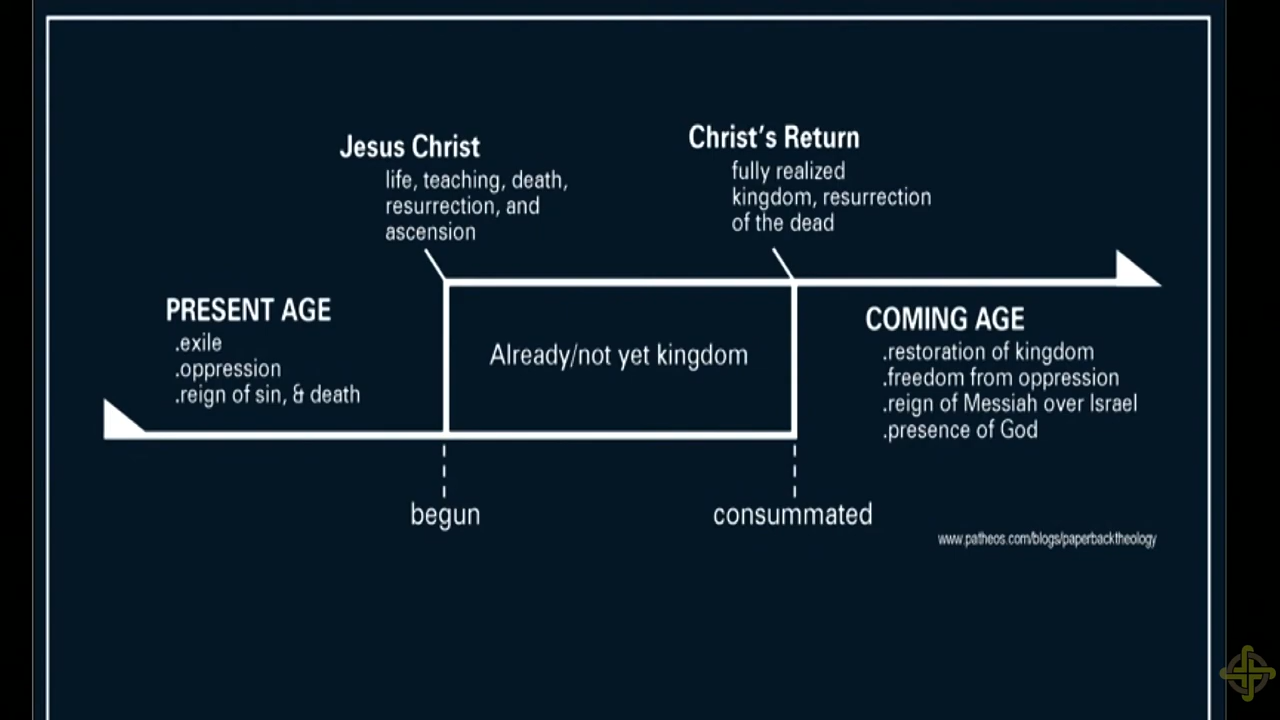 Jesus Christ
life, teaching, death,
resurrection, and
ascension
Christ's Return
fully realized
kingdom, resurrection
of the dead
PRESENT AGE
.exile
.oppression
.reign of sin, & death
Already/not yet kingdom
COMING AGE
.restoration of kingdom
.freedom from oppression
.reign of Messiah over Israel
.presence of God
begun
consummated
www.patheos.com/blogs/paperbacktheology